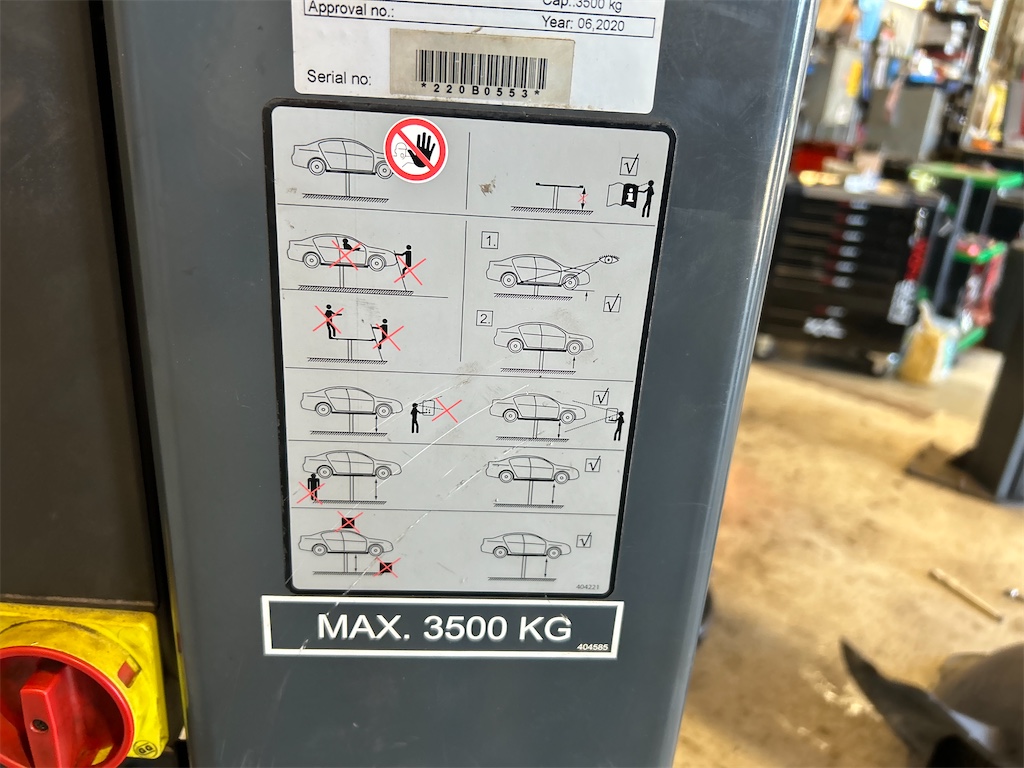 Cap.:3500 kg
Approval no.:
Year: 06,2020
Serial no:
*220B0553*
1.
2.
404221
MAX. 3500 KG
404585